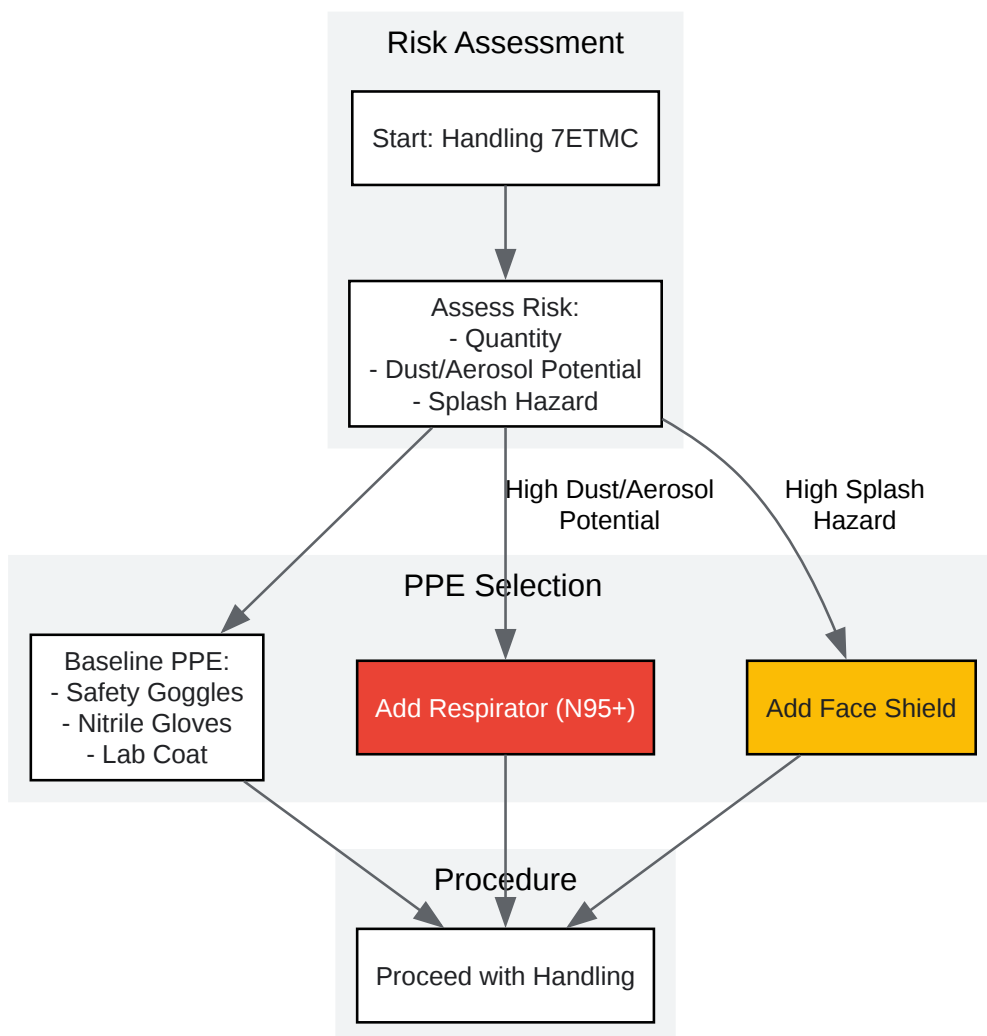 Risk Assessment
Start: Handling 7ETMC
Assess Risk:
- Quantity
- Dust/Aerosol Potential
- Splash Hazard
High Dust/Aerosol
Potential
High Splash
Hazard
PPE Selection
Baseline PPE:
- Safety Goggles
- Nitrile Gloves
- Lab Coat
Add Respirator (N95+)
Add Face Shield
Procedure
Proceed with Handling